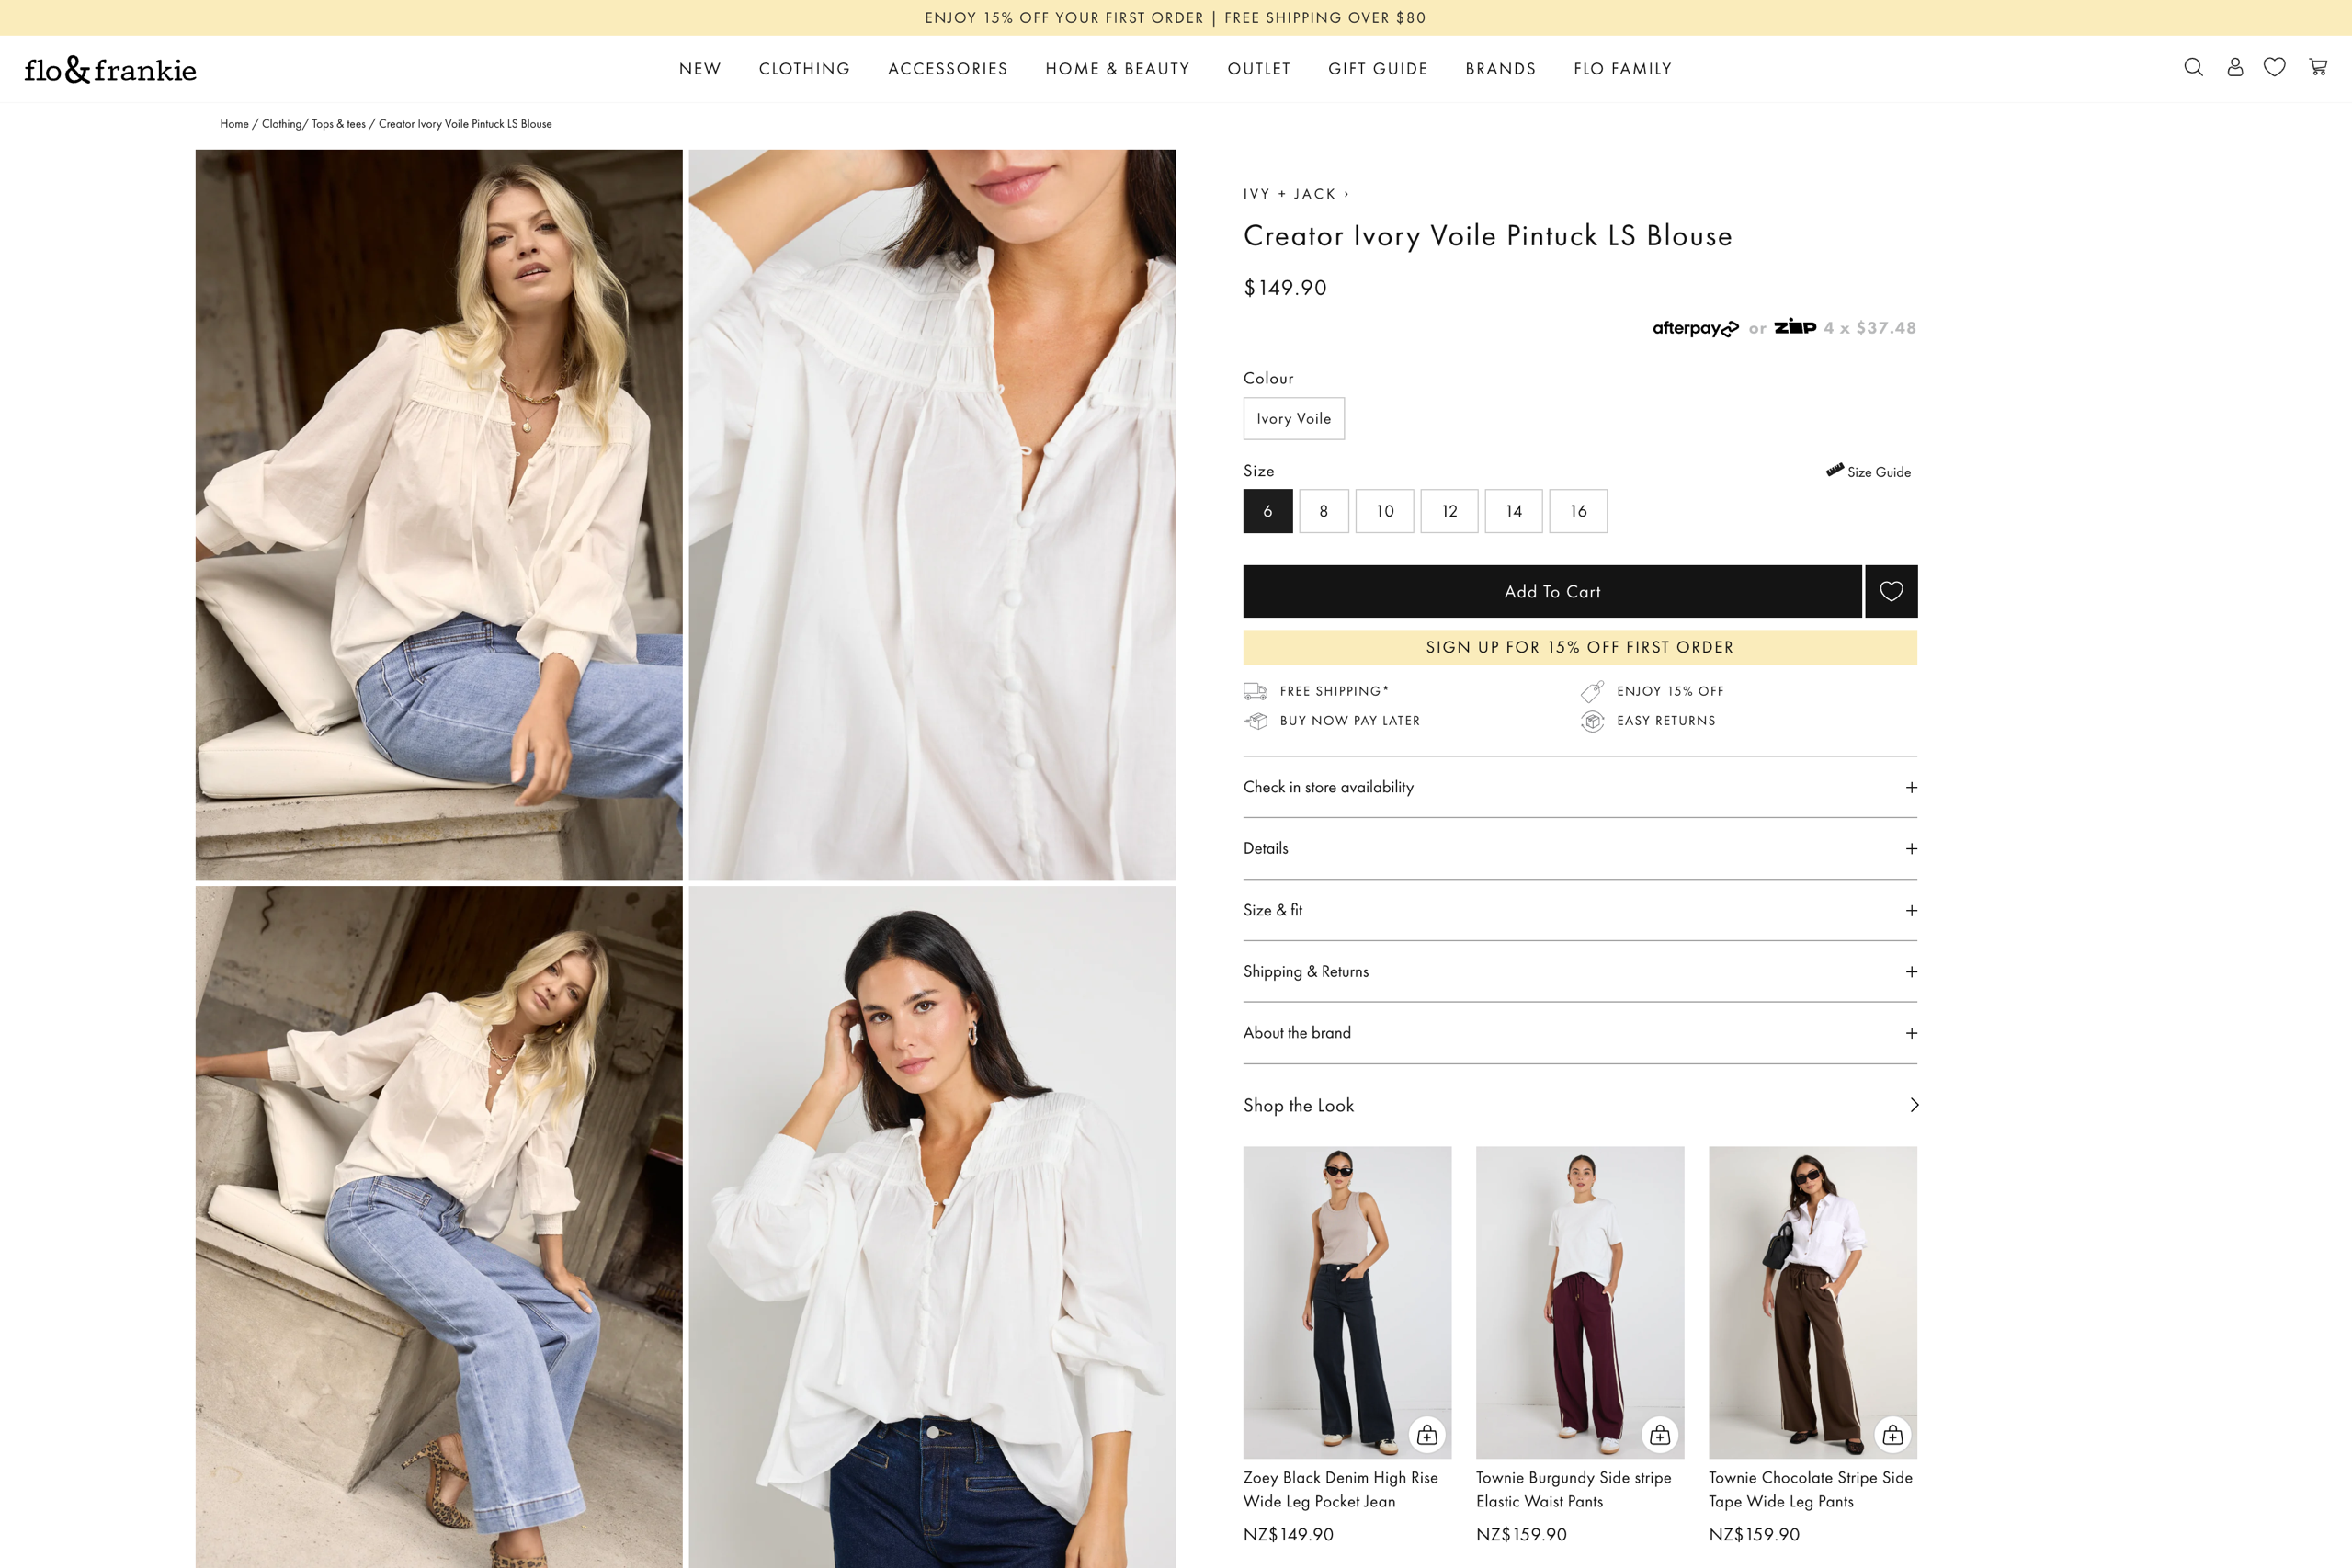 ENJOY 15% OFF YOUR FIRST ORDER | FREE SHIPPING OVER $80
flo&frankie
NEW CLOTHING ACCESSORIES HOME & BEAUTY OUTLET GIFT GUIDE BRANDS FLO FAMILY
Home / Clothing/ Tops & tees / Creator Ivory Voile Pintuck LS Blouse
IVY + JACK ›
Creator Ivory Voile Pintuck LS Blouse
$149.90
afterpay or zip 4 x $37.48
Colour
Ivory Voile
Size
Size Guide
6 8 10 12 14 16
Add To Cart
SIGN UP FOR 15% OFF FIRST ORDER
FREE SHIPPING*
ENJOY 15% OFF
BUY NOW PAY LATER
EASY RETURNS
Check in store availability +
Details +
Size & fit +
Shipping & Returns +
About the brand +
Shop the Look
Zoey Black Denim High Rise
Wide Leg Pocket Jean
NZ$149.90
Townie Burgundy Side stripe
Elastic Waist Pants
NZ$159.90
Townie Chocolate Stripe Side
Tape Wide Leg Pants
NZ$159.90